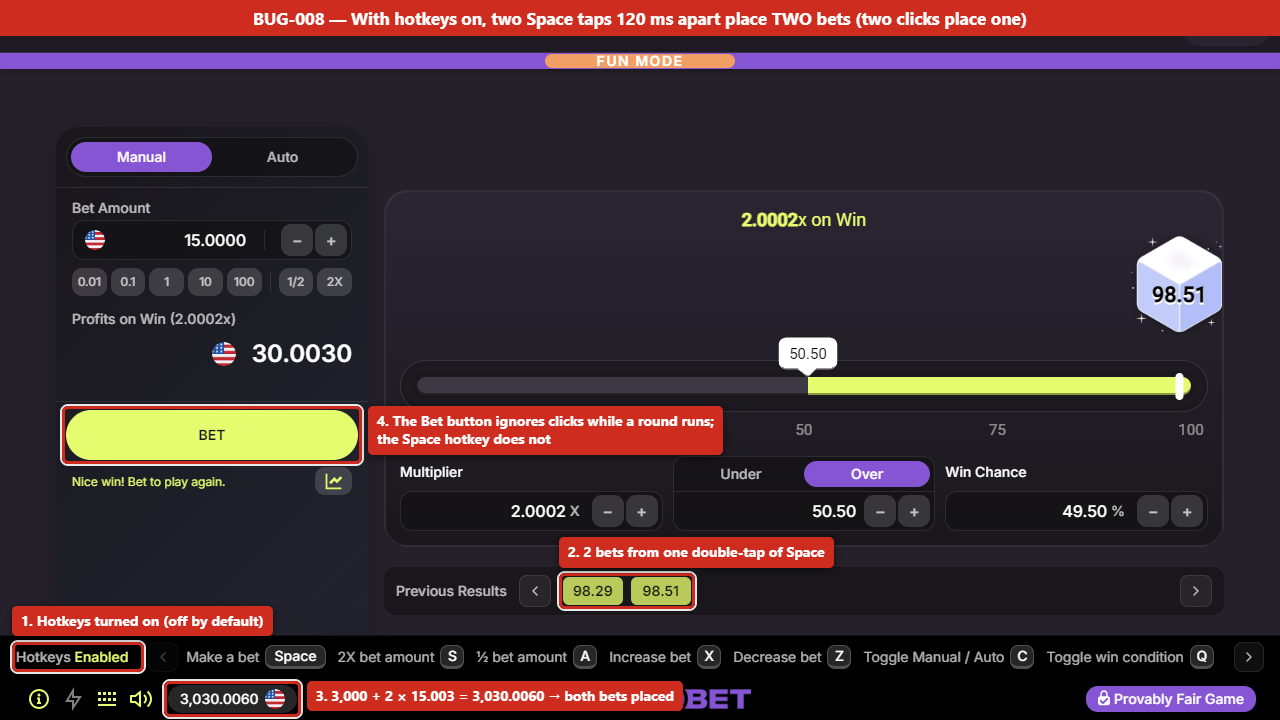 BUG-008 — With hotkeys on, two Space taps 120 ms apart place TWO bets (two clicks place one)
FUN MODE
Manual
Auto
Bet Amount
15.0000
−
+
0.01
0.1
1
10
100
1/2
2X
Profits on Win (2.0002x)
30.0030
BET
Nice win! Bet to play again.
4. The Bet button ignores clicks while a round runs;
the Space hotkey does not
2.0002x on Win
98.51
50.50
50
75
100
Multiplier
2.0002 X
−
+
Under
Over
50.50
−
+
Win Chance
49.50 %
−
+
2. 2 bets from one double-tap of Space
Previous Results
98.29
98.51
1. Hotkeys turned on (off by default)
Hotkeys Enabled
Make a bet Space
2X bet amount S
½ bet amount A
Increase bet X
Decrease bet Z
Toggle Manual / Auto C
Toggle win condition Q
3,030.0060
3. 3,000 + 2 × 15.003 = 3,030.0060 → both bets placed
BET
Provably Fair Game